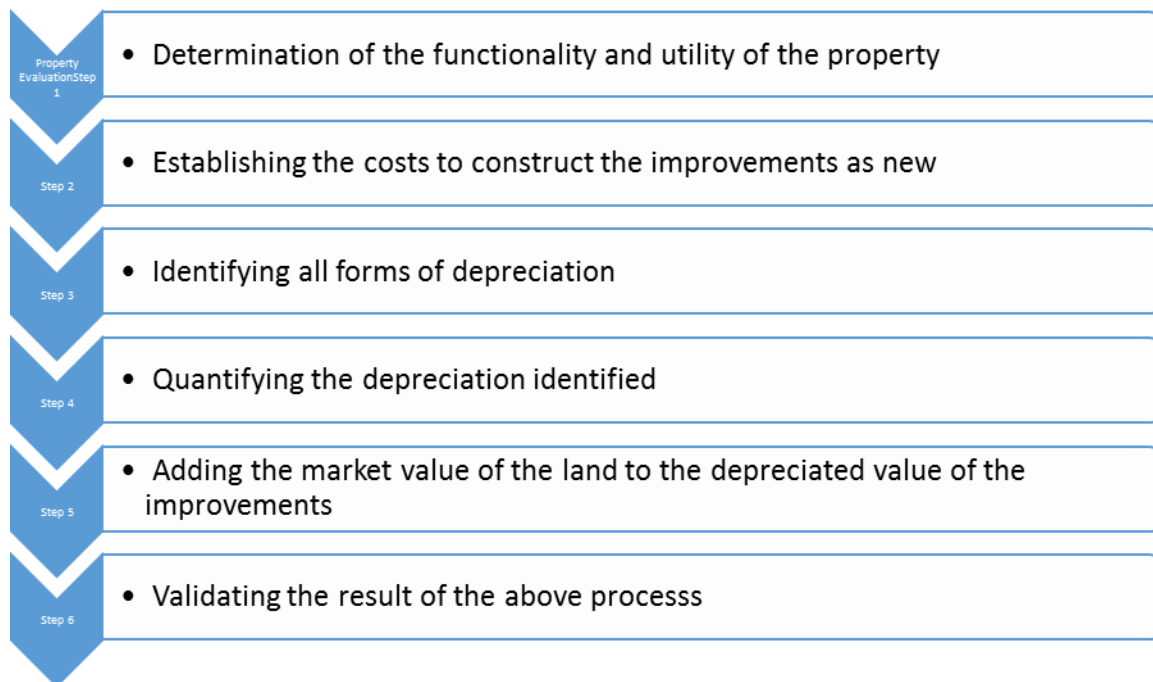 Property
EvaluationStep
1
• Determination of the functionality and utility of the property
Step 2
• Establishing the costs to construct the improvements as new
Step 3
• Identifying all forms of depreciation
Step 4
• Quantifying the depreciation identified
Step 5
• Adding the market value of the land to the depreciated value of the
improvements
Step 6
• Validating the result of the above processs